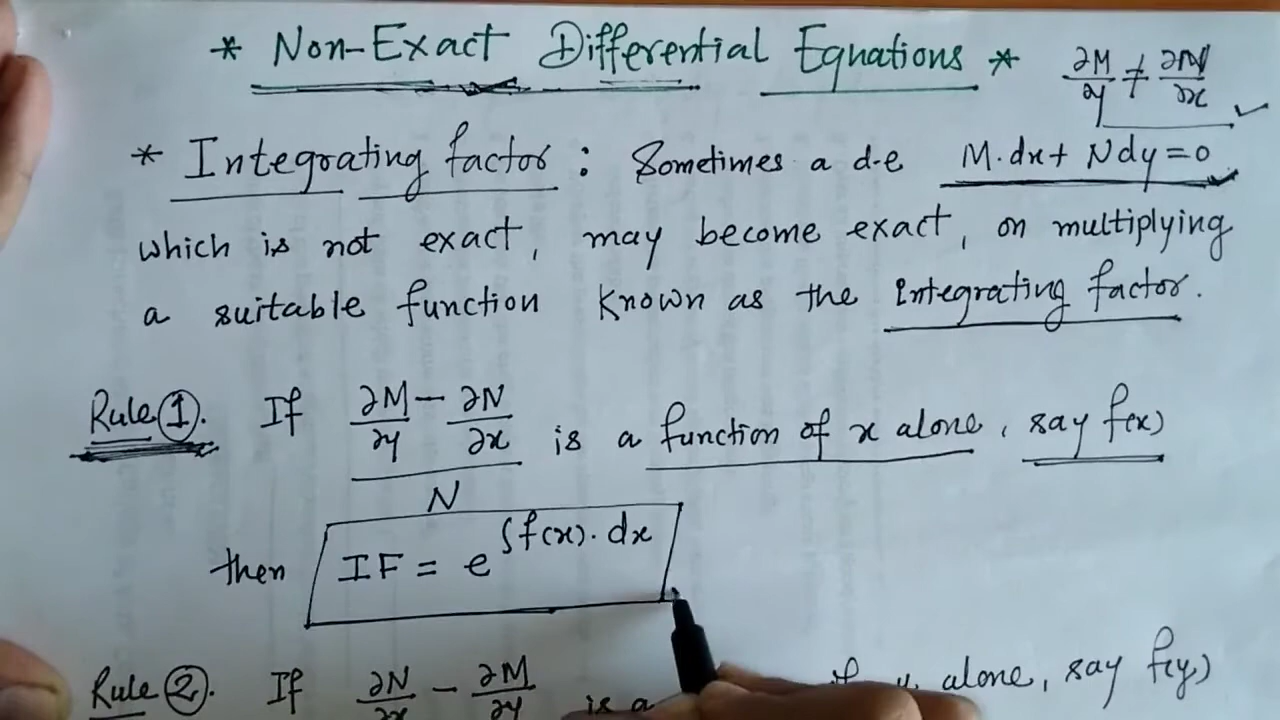 * Non-Exact Differential Equations * ∂M/∂y ≠ ∂N/∂x
* Integrating factor : Sometimes a d.e M.dx + Ndy = 0
which is not exact, may become exact, on multiplying
a suitable function known as the Integrating factor.
Rule ①. If (∂M/∂y - ∂N/∂x)/N is a function of x alone, say f(x)
then IF = e^∫f(x).dx
Rule ②. If ∂N/∂x - ∂M/∂y is a alone, say f(y)